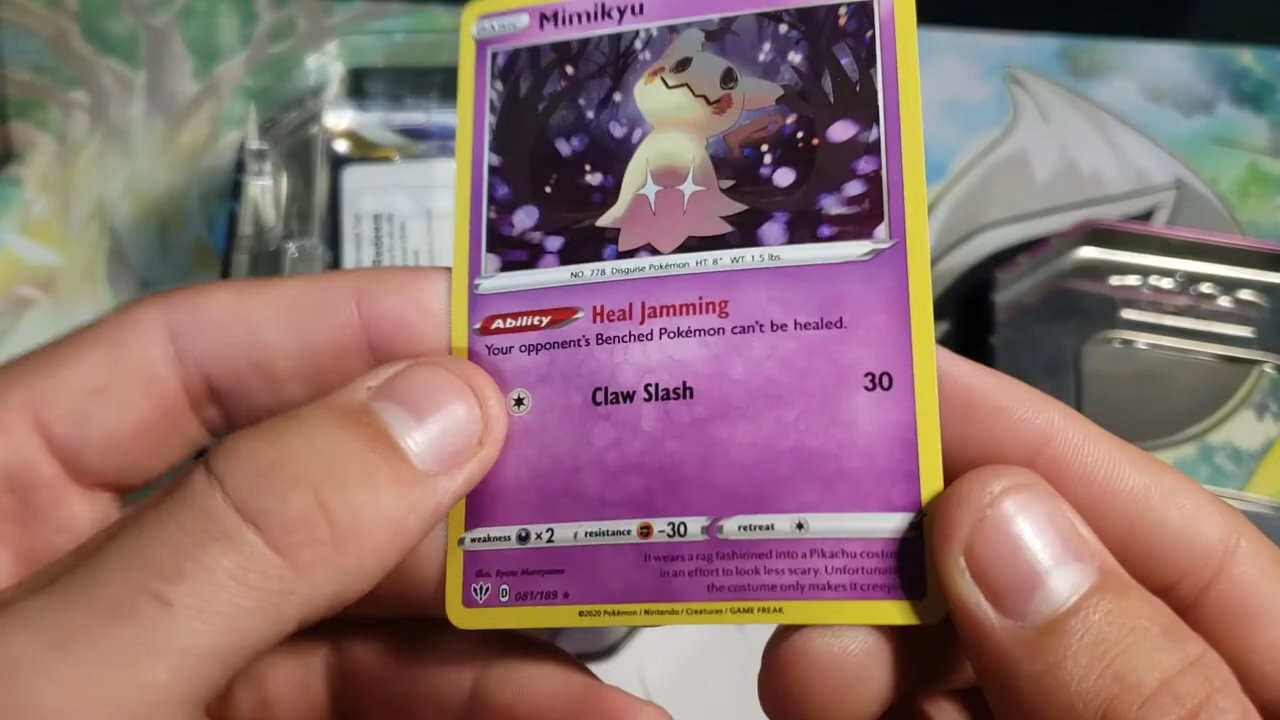 BASIC
Mimikyu
NO. 778 Disguise Pokémon HT: 8" WT: 1.5 lbs.
Ability Heal Jamming
Your opponent's Benched Pokémon can't be healed.
Claw Slash 30
weakness ×2 resistance -30 retreat
Illus. Ryota Murayama
It wears a rag fashioned into a Pikachu
in an effort to look less scary.
the costume only makes it
D 081/189 ★
©2020 Pokémon / Nintendo / Creatures / GAME FREAK